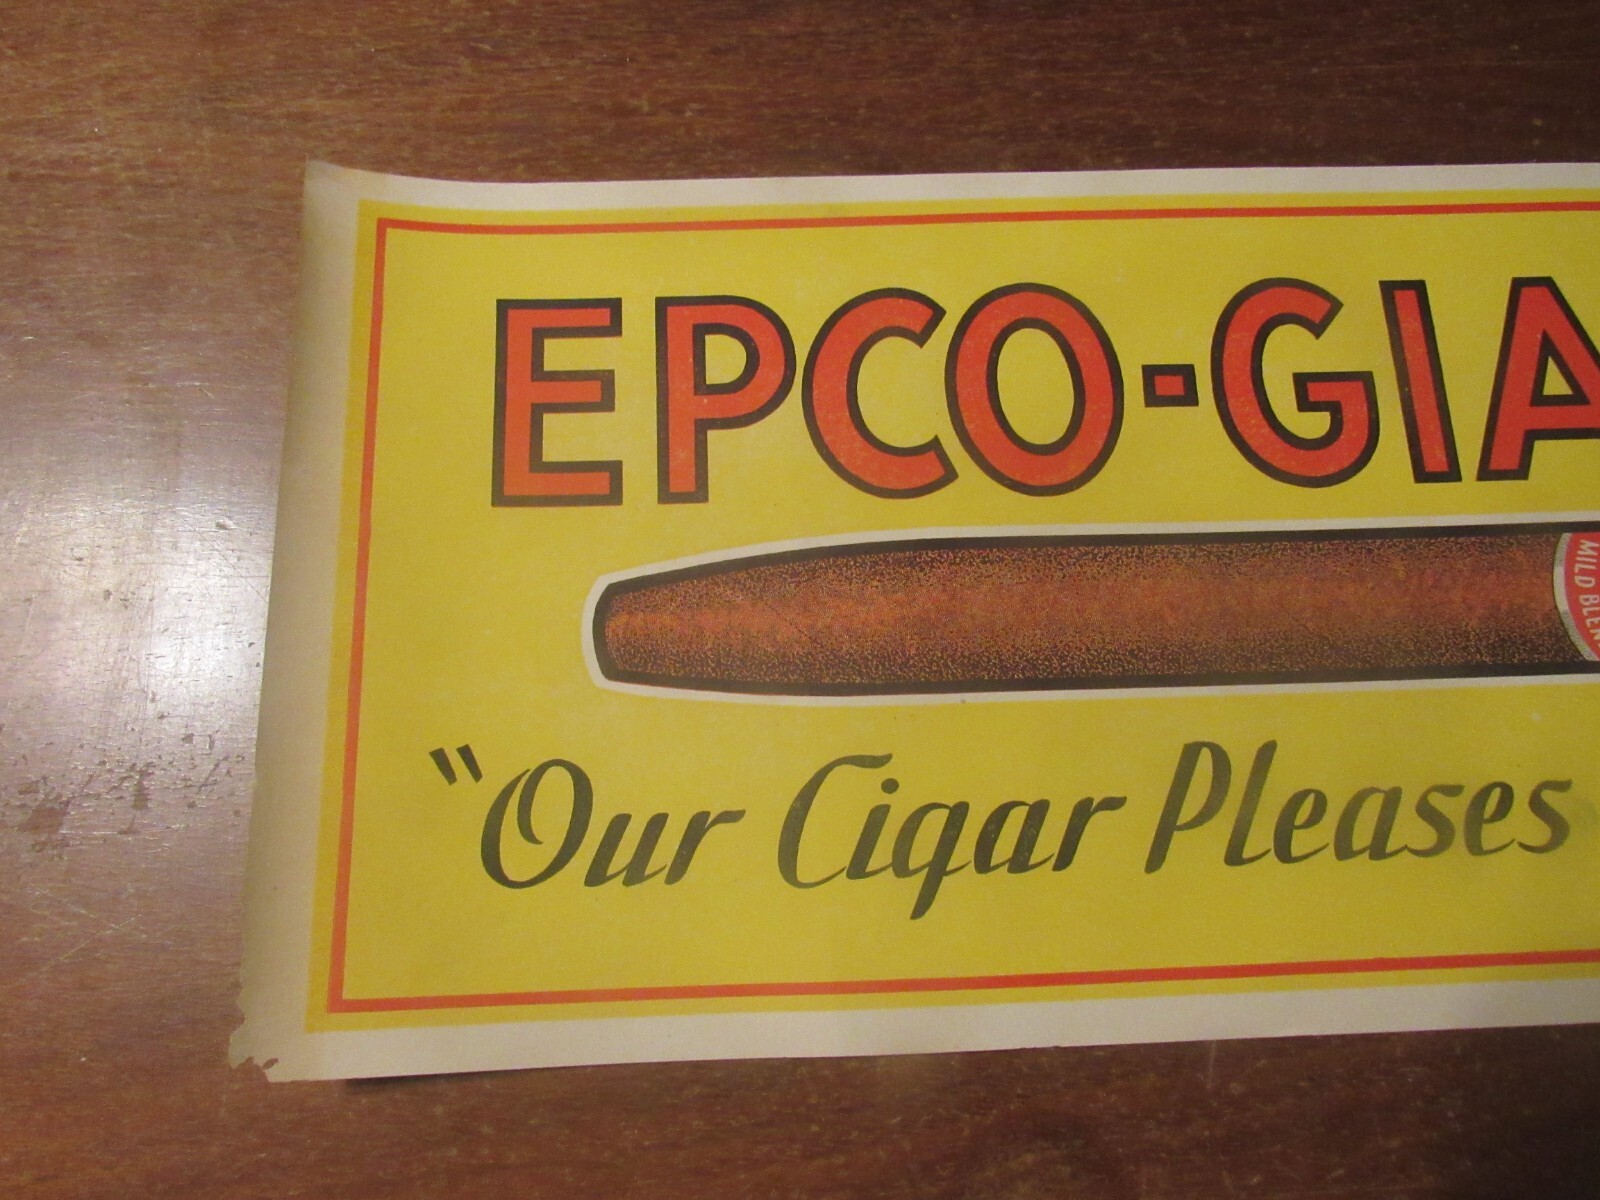 EPCO-GIA
MILD BLEN
"Our Cigar Pleases